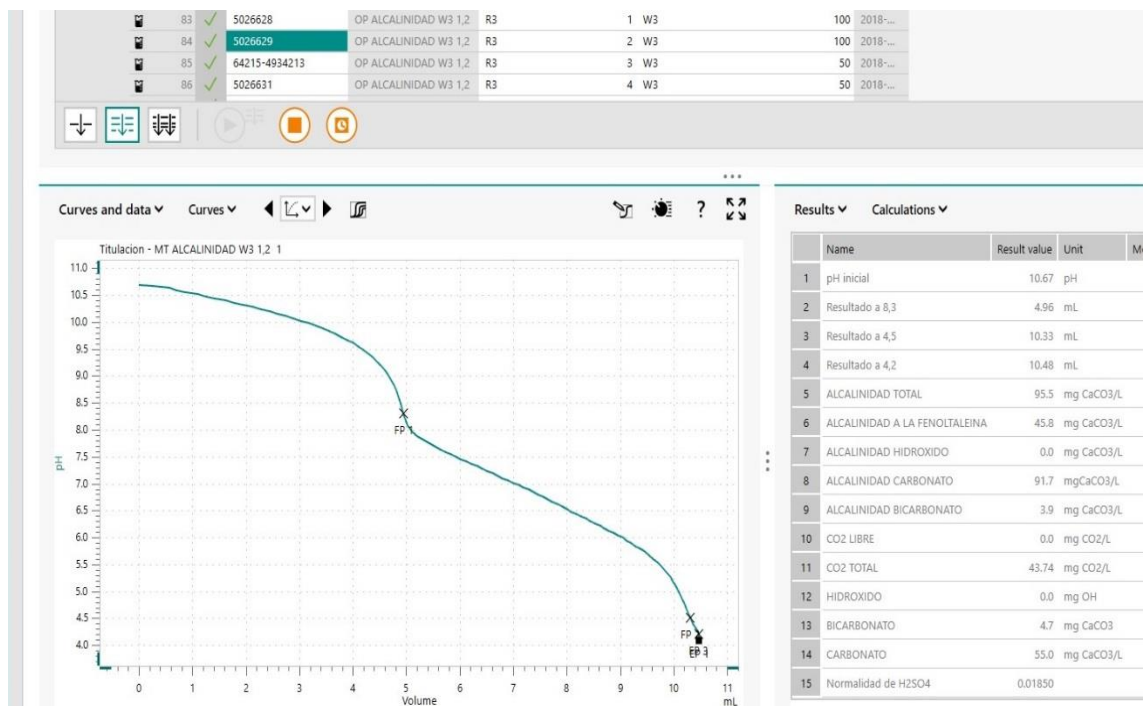 83 5026628 OP ALCALINIDAD W3 1,2 R3 1 W3 100 2018-...
84 5026629 OP ALCALINIDAD W3 1,2 R3 2 W3 100 2018-...
85 64215-4934213 OP ALCALINIDAD W3 1,2 R3 3 W3 50 2018-...
86 5026631 OP ALCALINIDAD W3 1,2 R3 4 W3 50 2018-...
Curves and data Curves ?
Titulacion - MT ALCALINIDAD W3 1,2 1
11.0
10.5
10.0
9.5
9.0
8.5
8.0
7.5
7.0
6.5
6.0
5.5
5.0
4.5
4.0
pH
FP 1
FP
0 1 2 3 4 5 6 7 8 9 10 11
Volume mL
Results Calculations
Name Result value Unit
1 pH inicial 10.67 pH
2 Resultado a 8,3 4.96 mL
3 Resultado a 4,5 10.33 mL
4 Resultado a 4,2 10.48 mL
5 ALCALINIDAD TOTAL 95.5 mg CaCO3/L
6 ALCALINIDAD A LA FENOLTALEINA 45.8 mg CaCO3/L
7 ALCALINIDAD HIDROXIDO 0.0 mg CaCO3/L
8 ALCALINIDAD CARBONATO 91.7 mgCaCO3/L
9 ALCALINIDAD BICARBONATO 3.9 mg CaCO3/L
10 CO2 LIBRE 0.0 mg CO2/L
11 CO2 TOTAL 43.74 mg CO2/L
12 HIDROXIDO 0.0 mg OH
13 BICARBONATO 4.7 mg CaCO3
14 CARBONATO 55.0 mg CaCO3/L
15 Normalidad de H2SO4 0.01850